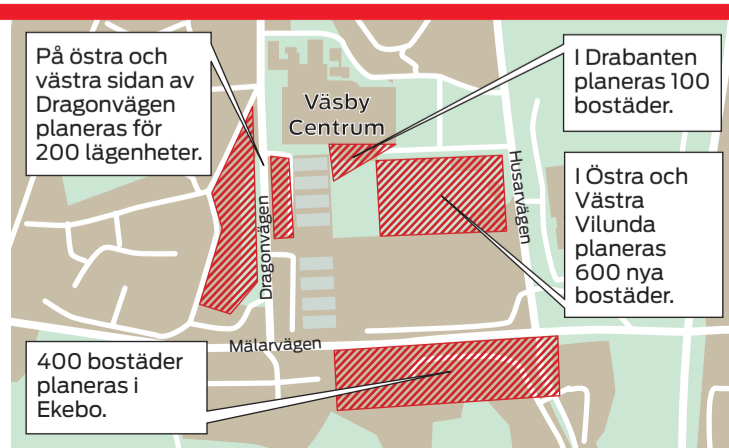 På östra och
västra sidan av
Dragonvägen
planeras för
200 lägenheter.
Väsby
Centrum
I Drabanten
planeras 100
bostäder.
I Östra och
Västra
Vilunda
planeras
600 nya
bostäder.
Husarvägen
Dragonvägen
Mälarvägen
400 bostäder
planeras i
Ekebo.